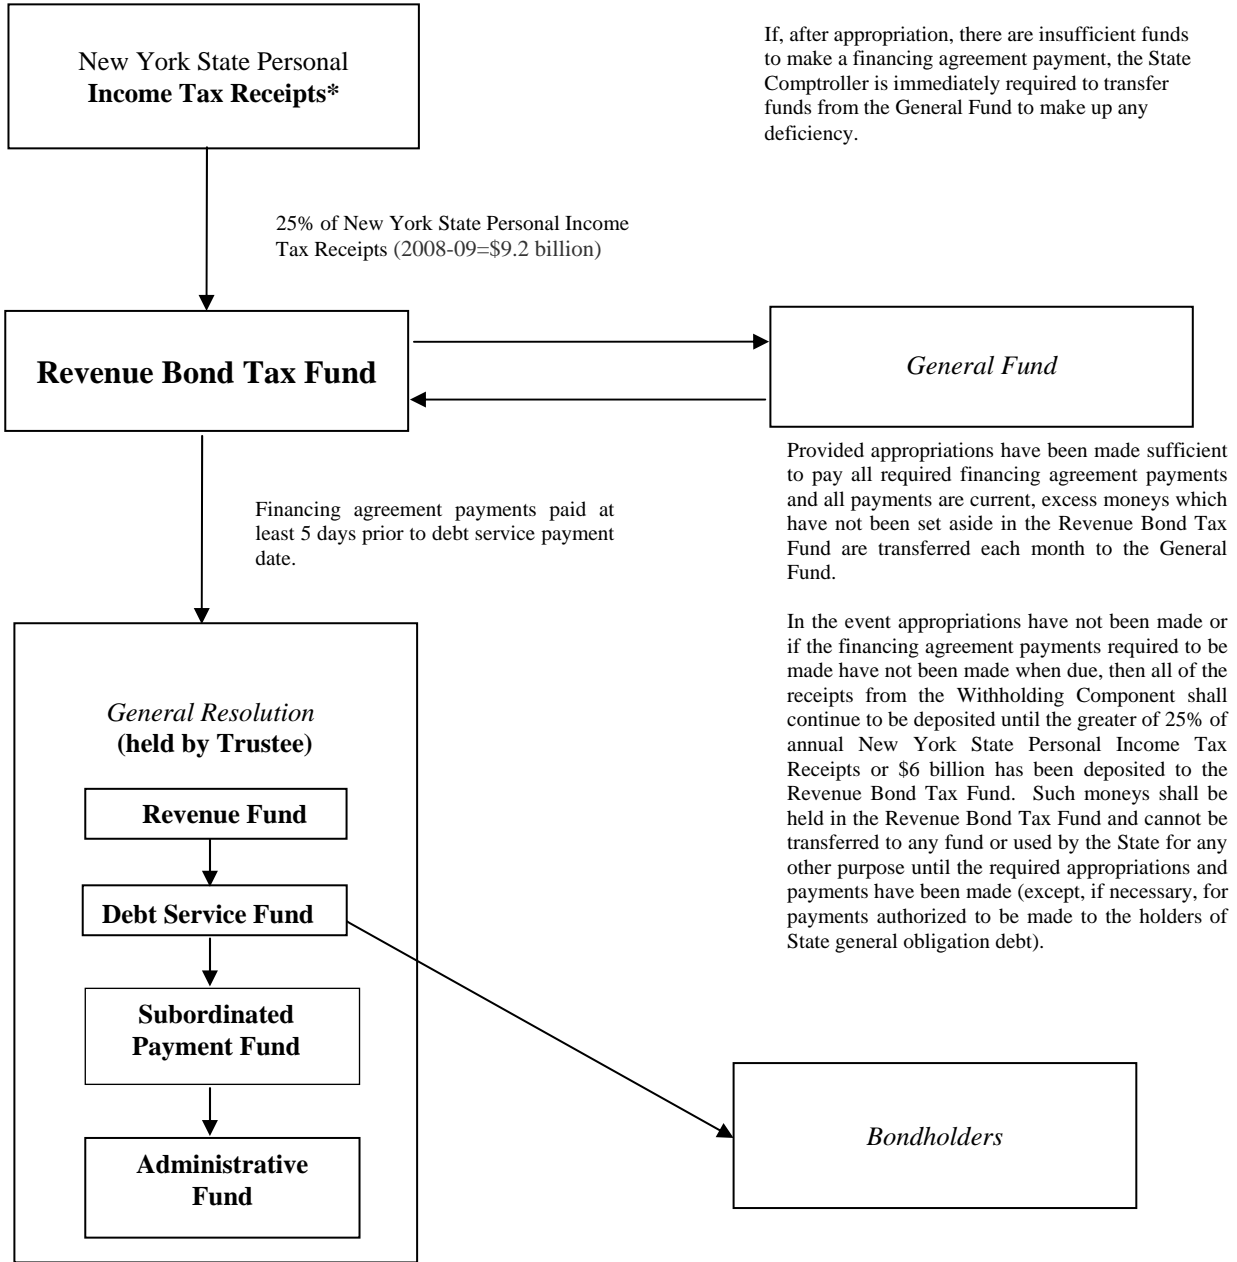 New York State Personal
Income Tax Receipts*
If, after appropriation, there are insufficient funds
to make a financing agreement payment, the State
Comptroller is immediately required to transfer
funds from the General Fund to make up any
deficiency.
25% of New York State Personal Income
Tax Receipts (2008-09=$9.2 billion)
Revenue Bond Tax Fund
General Fund
Financing agreement payments paid at
least 5 days prior to debt service payment
date.
Provided appropriations have been made sufficient
to pay all required financing agreement payments
and all payments are current, excess moneys which
have not been set aside in the Revenue Bond Tax
Fund are transferred each month to the General
Fund.
In the event appropriations have not been made or
if the financing agreement payments required to be
made have not been made when due, then all of the
receipts from the Withholding Component shall
continue to be deposited until the greater of 25% of
annual New York State Personal Income Tax
Receipts or $6 billion has been deposited to the
Revenue Bond Tax Fund. Such moneys shall be
held in the Revenue Bond Tax Fund and cannot be
transferred to any fund or used by the State for any
other purpose until the required appropriations and
payments have been made (except, if necessary, for
payments authorized to be made to the holders of
State general obligation debt).
General Resolution
(held by Trustee)
Revenue Fund
Debt Service Fund
Subordinated
Payment Fund
Administrative
Fund
Bondholders